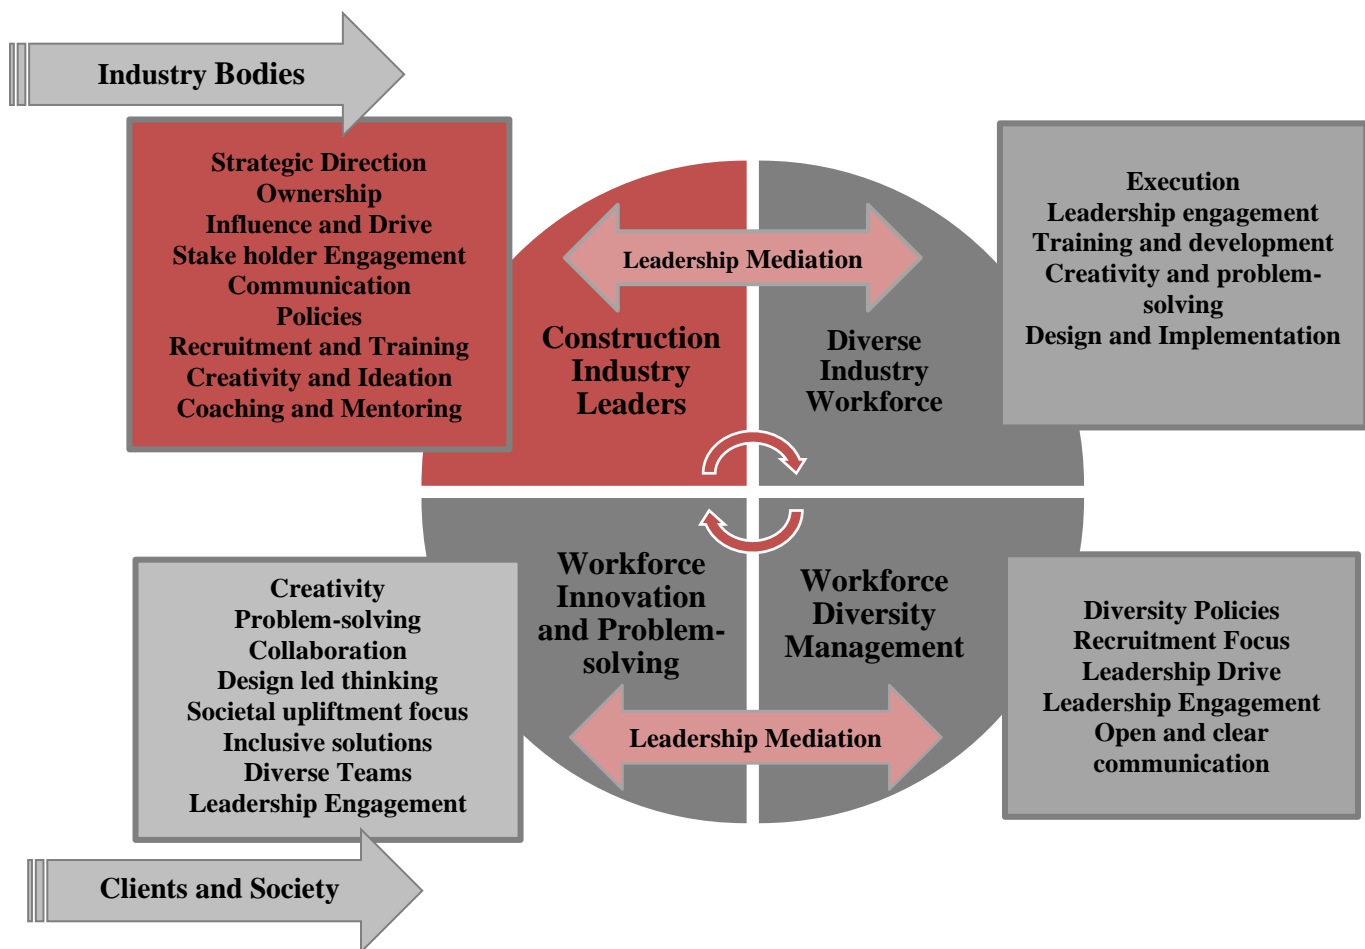 Industry Bodies
Strategic Direction
Ownership
Influence and Drive
Stake holder Engagement
Communication
Policies
Recruitment and Training
Creativity and Ideation
Coaching and Mentoring
Leadership Mediation
Construction
Industry
Leaders
Diverse
Industry
Workforce
Execution
Leadership engagement
Training and development
Creativity and problem-
solving
Design and Implementation
Workforce
Innovation
and Problem-
solving
Workforce
Diversity
Management
Leadership Mediation
Creativity
Problem-solving
Collaboration
Design led thinking
Societal upliftment focus
Inclusive solutions
Diverse Teams
Leadership Engagement
Diversity Policies
Recruitment Focus
Leadership Drive
Leadership Engagement
Open and clear
communication
Clients and Society